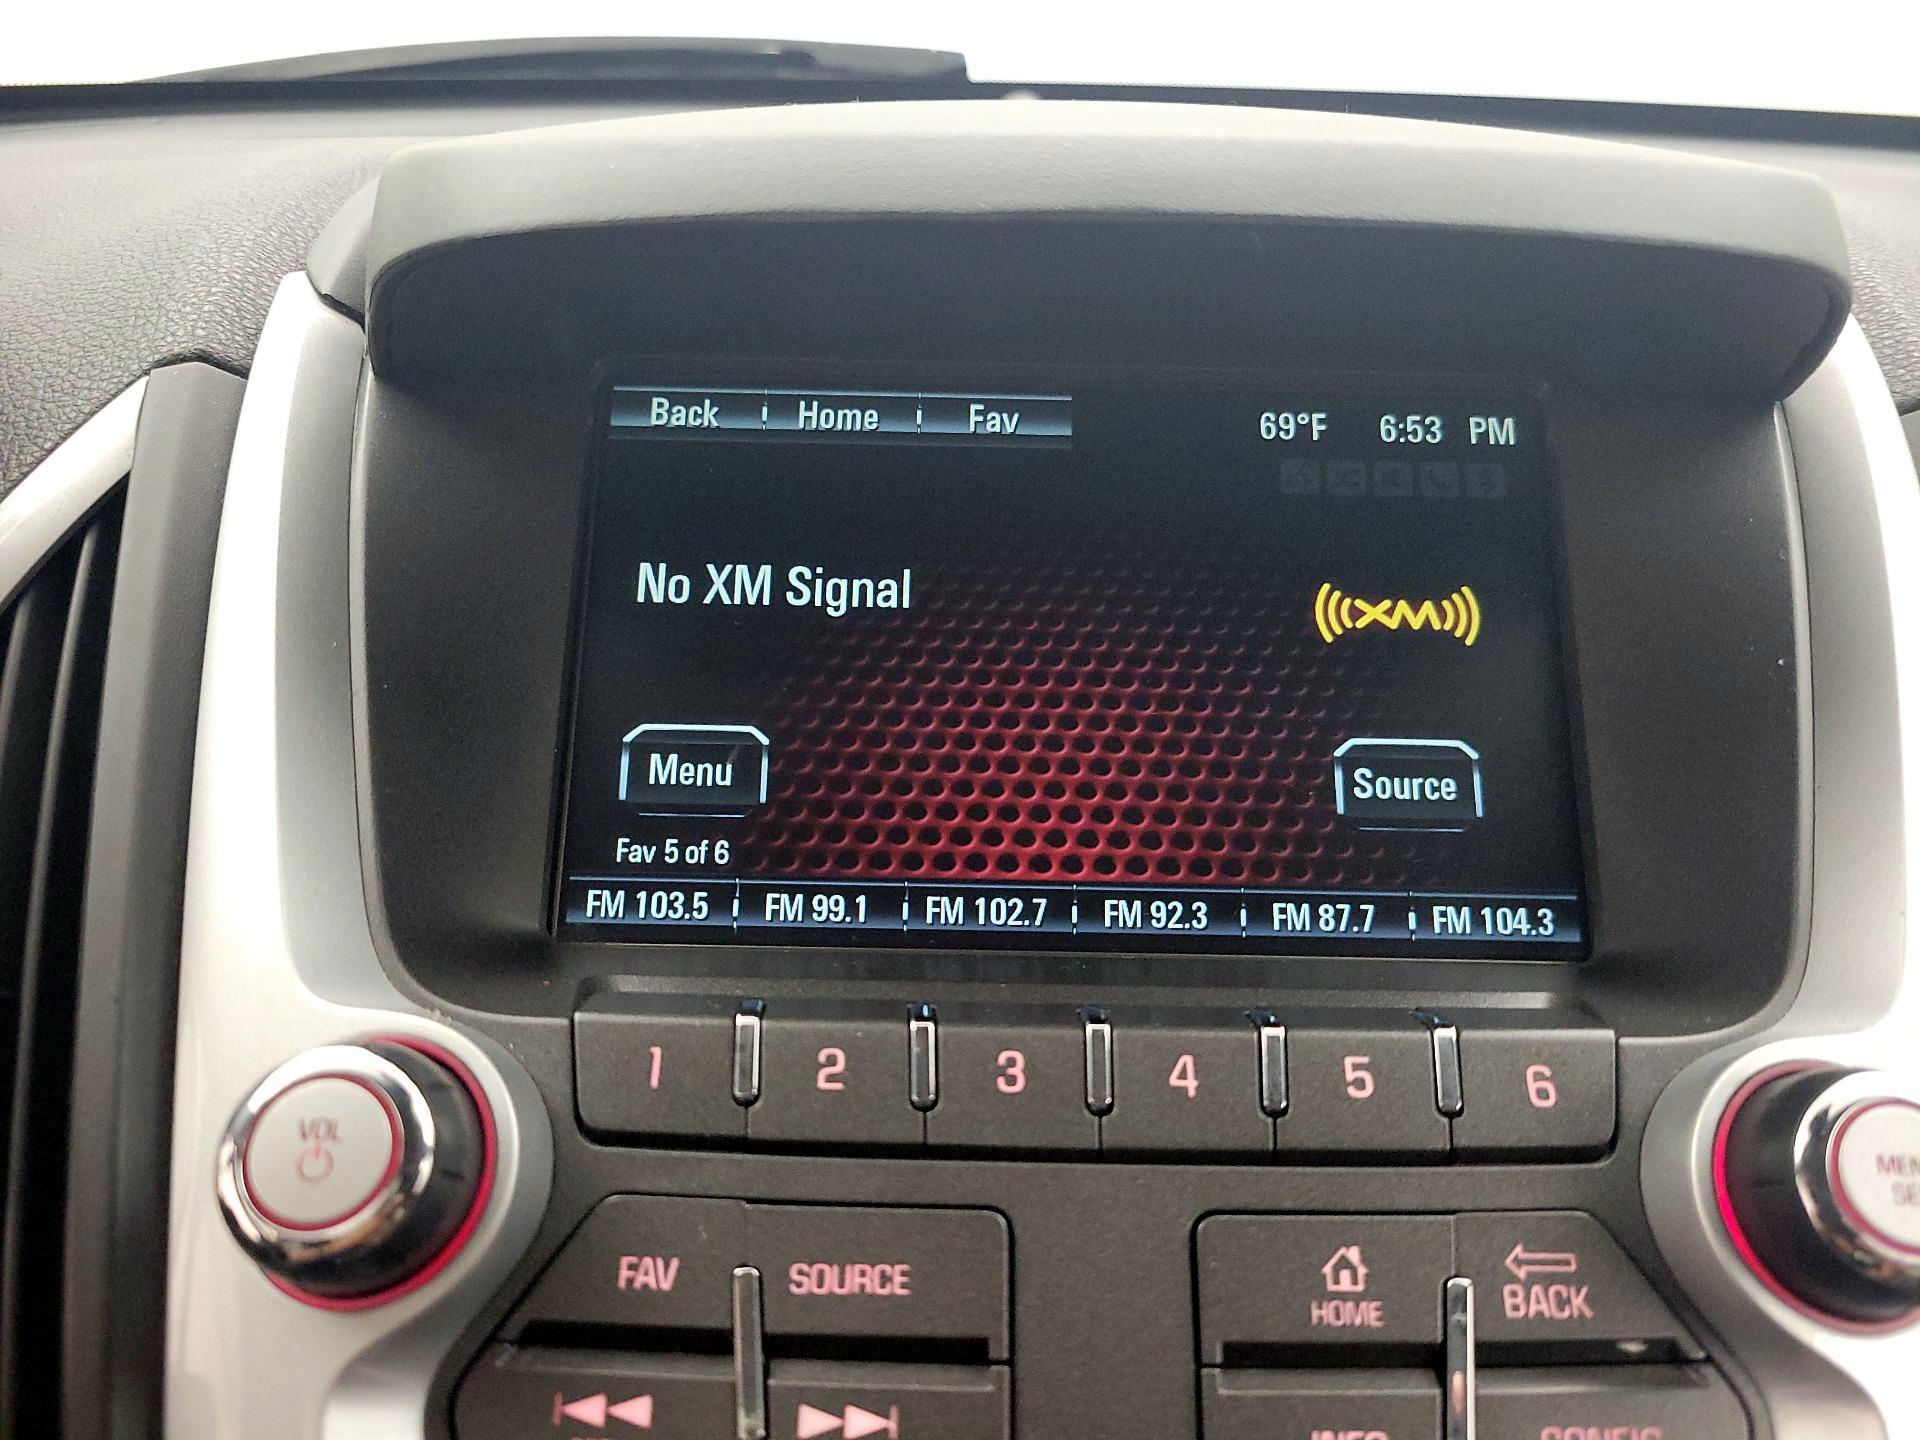 Back Home Fav 69°F 6:53 PM
No XM Signal
((( XM )))
Menu
Source
Fav 5 of 6
FM 103.5 FM 99.1 FM 102.7 FM 92.3 FM 87.7 FM 104.3
1 2 3 4 5 6
VOL
FAV SOURCE
HOME
BACK